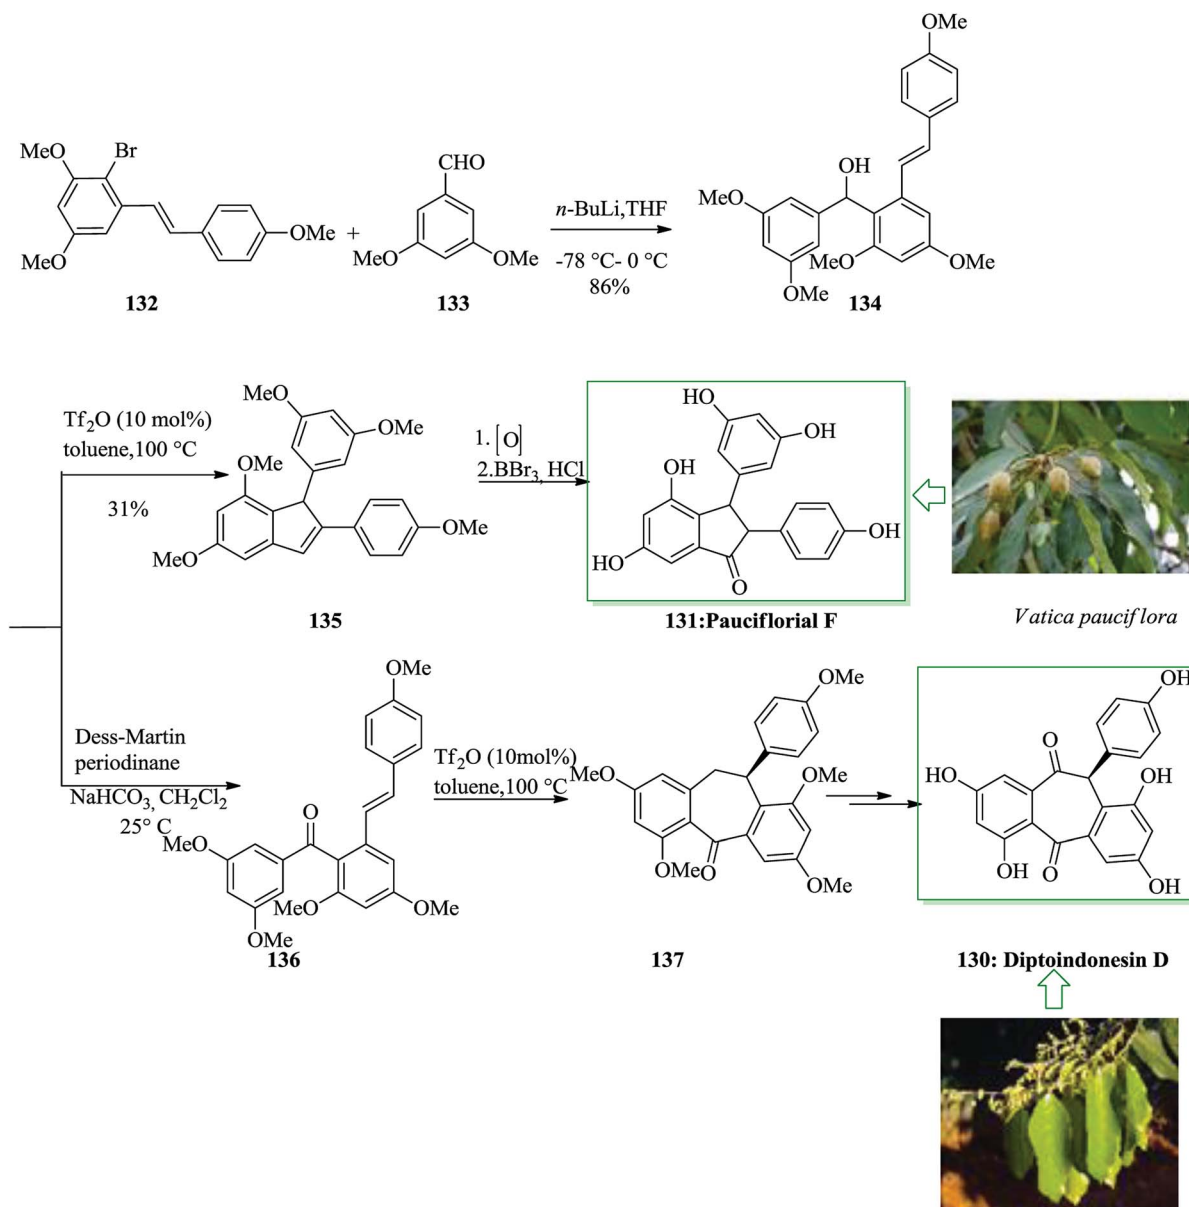 OMe
MeO
Br
CHO
OH
MeO
n-BuLi,THF
OMe
+
MeO
MeO
OMe
-78 °C- 0 °C
MeO
OMe
86%
OMe
132
133
134
MeO
HO
Tf₂O (10 mol%)
toluene,100 °C
OMe
1. [O]
OH
OMe
2.BBr₃, HCl
OH
31%
OMe
OH
MeO
HO
O
135
131:Pauciflorial F
Vatica pauciflora
OMe
OMe
OH
Dess-Martin
periodinane
Tf₂O (10mol%)
toluene,100 °C
MeO
OMe
O
HO
OH
NaHCO₃, CH₂Cl₂
25° C
O
MeO
OMe
O
OMe
OH
O
OH
MeO
OMe
OMe
136
137
130: Diptoindonesin D